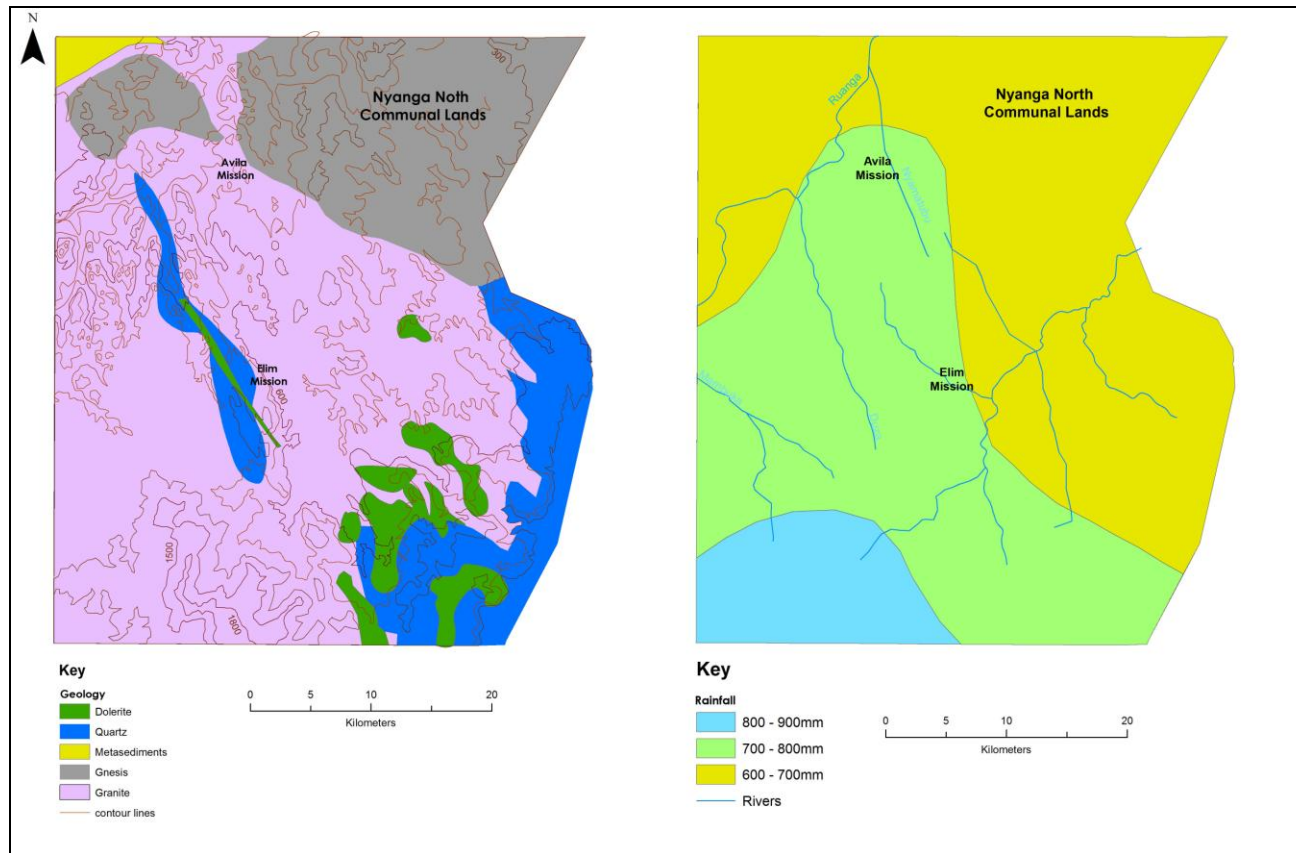 N
300
Nyanga Noth
Communal Lands
Avila
Mission
Elim
Mission
600
1500
1800
Key
Geology
Dolerite
Quartz
Metasediments
Gnesis
Granite
contour lines
0 5 10 20
Kilometers
Ruanga
Nyanga North
Communal Lands
Avila
Mission
Elim
Mission
Key
Rainfall
800 - 900mm
700 - 800mm
600 - 700mm
Rivers
0 5 10 20
Kilometers